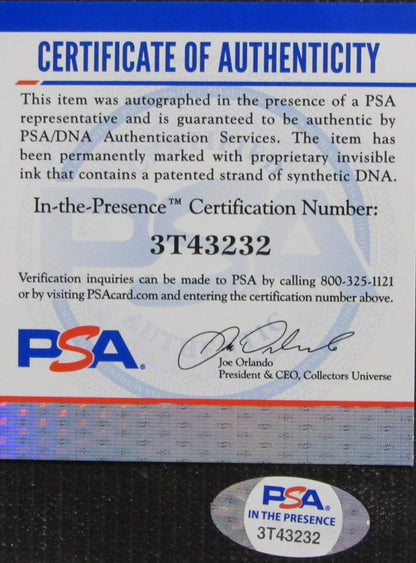 CERTIFICATE OF AUTHENTICITY
This item was autographed in the presence of a PSA
representative and is guaranteed to be authentic by
PSA/DNA Authentication Services. The item has
been permanently marked with proprietary invisible
ink that contains a patented strand of synthetic DNA.
In-the-Presence™ Certification Number:
3T43232
Verification inquiries can be made to PSA by calling 800-325-1121
or by visiting PSAcard.com and entering the certification number above.
PSA.
Joe Orlando
President & CEO, Collectors Universe
PSA.
IN THE PRESENCE
3T43232